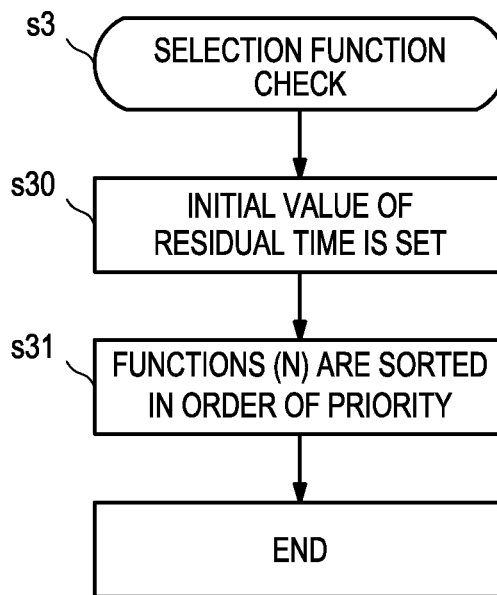 s3
SELECTION FUNCTION
CHECK
s30
INITIAL VALUE OF
RESIDUAL TIME IS SET
s31
FUNCTIONS (N) ARE SORTED
IN ORDER OF PRIORITY
END